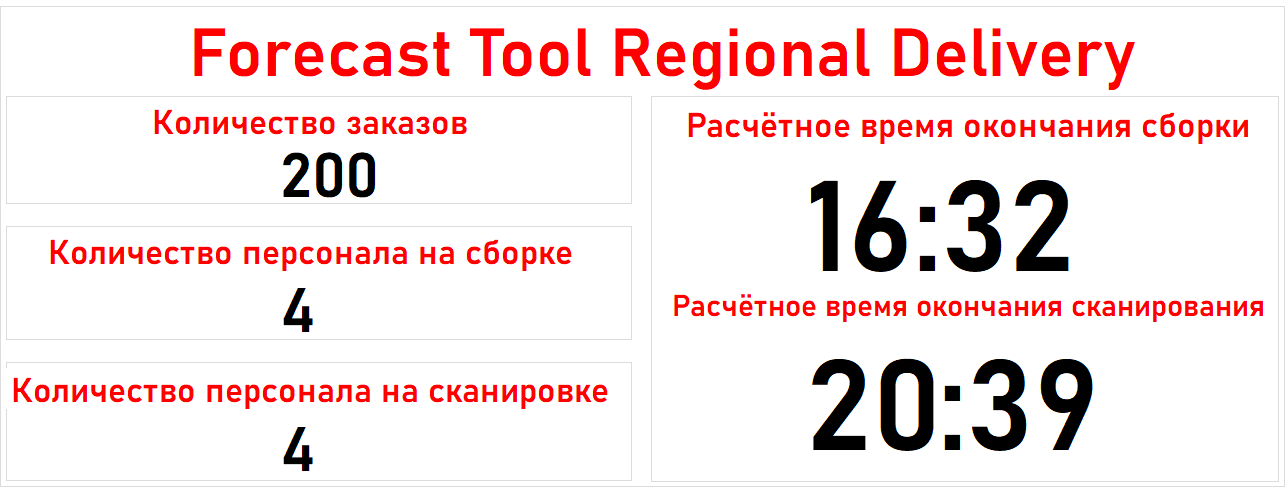 Forecast Tool Regional Delivery
Количество заказов
200
Количество персонала на сборке
4
Количество персонала на сканировке
4
Расчётное время окончания сборки
16:32
Расчётное время окончания сканирования
20:39